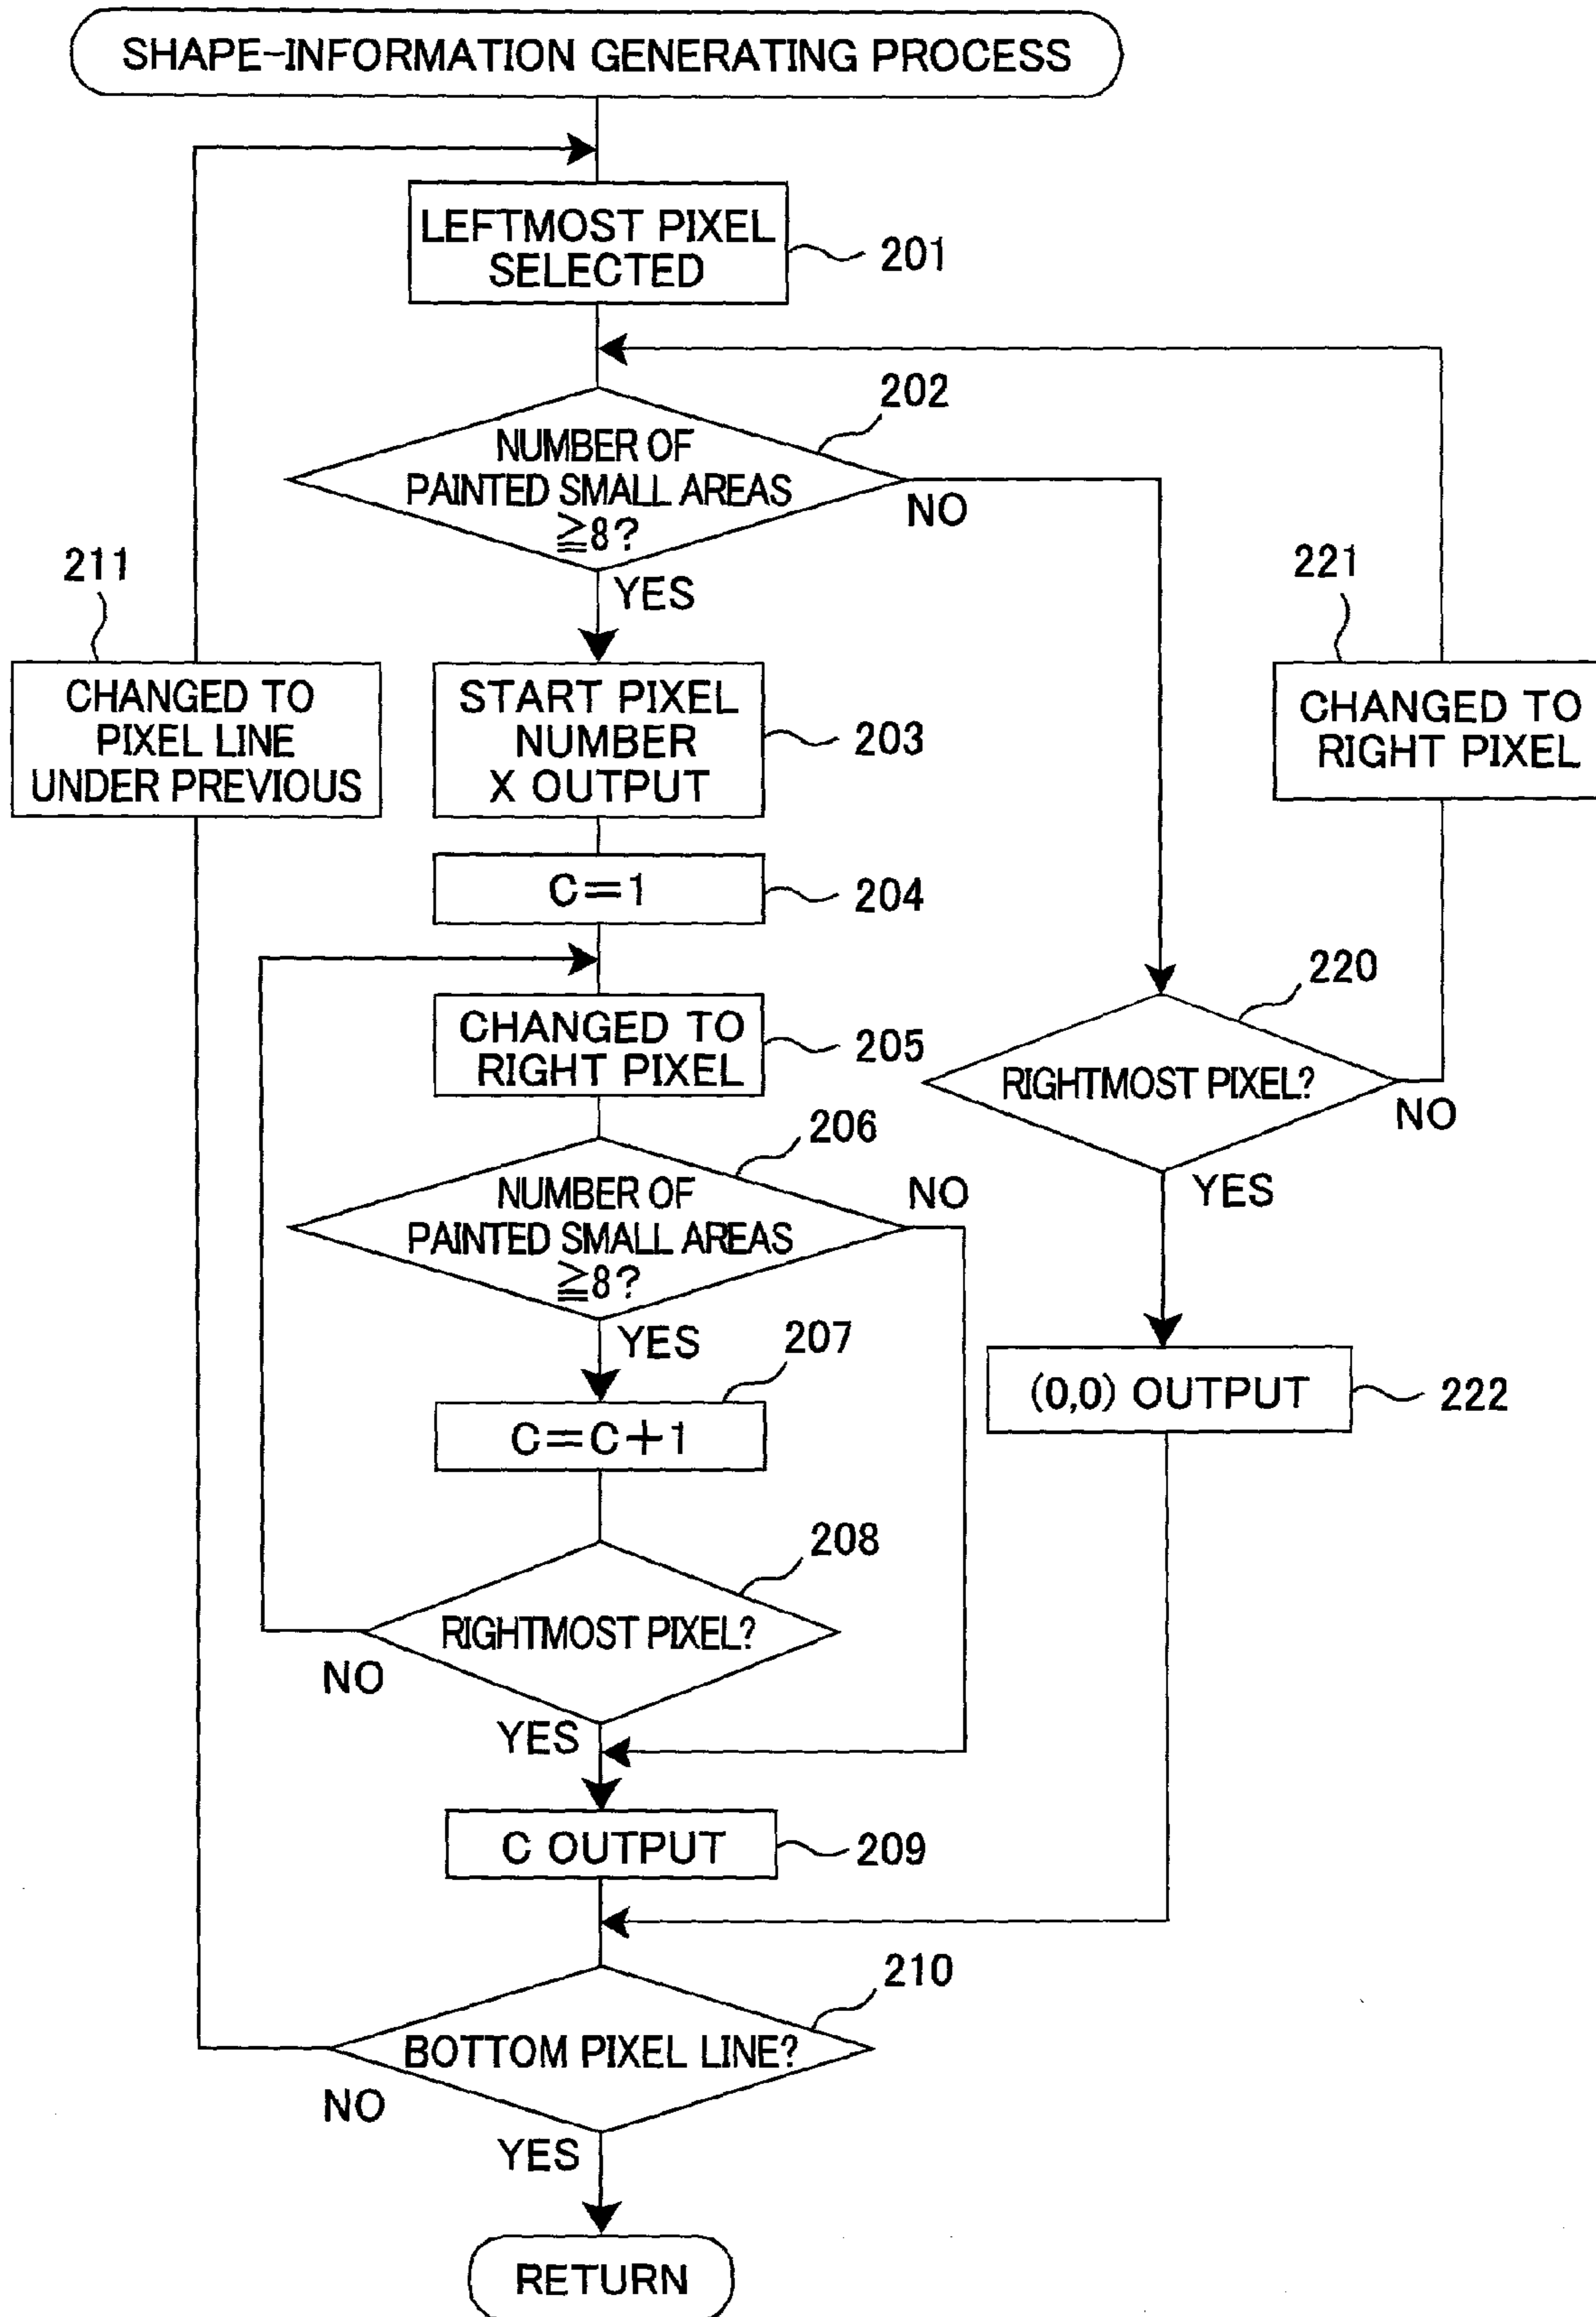 SHAPE-INFORMATION GENERATING PROCESS
LEFTMOST PIXEL
SELECTED
201
202
NUMBER OF
PAINTED SMALL AREAS
≧8?
NO
YES
211
CHANGED TO
PIXEL LINE
UNDER PREVIOUS
START PIXEL
NUMBER
X OUTPUT
203
221
CHANGED TO
RIGHT PIXEL
C=1
204
CHANGED TO
RIGHT PIXEL
205
220
RIGHTMOST PIXEL?
NO
YES
206
NUMBER OF
PAINTED SMALL AREAS
≧8?
NO
YES
207
C=C+1
(0,0) OUTPUT
222
208
RIGHTMOST PIXEL?
NO
YES
C OUTPUT
209
210
BOTTOM PIXEL LINE?
NO
YES
RETURN